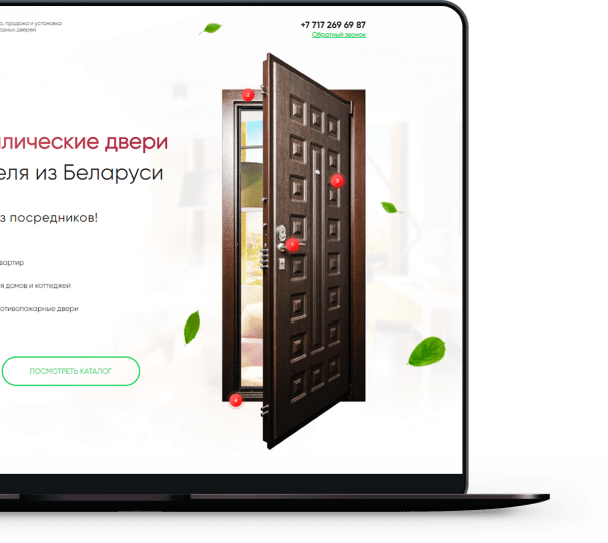 , продажа и установка
одных дверей
+7 717 269 69 87
Обратный звонок
лические двери
еля из Беларуси
з посредников!
вартир
я домов и коттеджей
отивопожарные двери
ПОСМОТРЕТЬ КАТАЛОГ
2
3
1
4